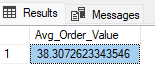 Results Messages
Avg_Order_Value
1 38.3072623343546